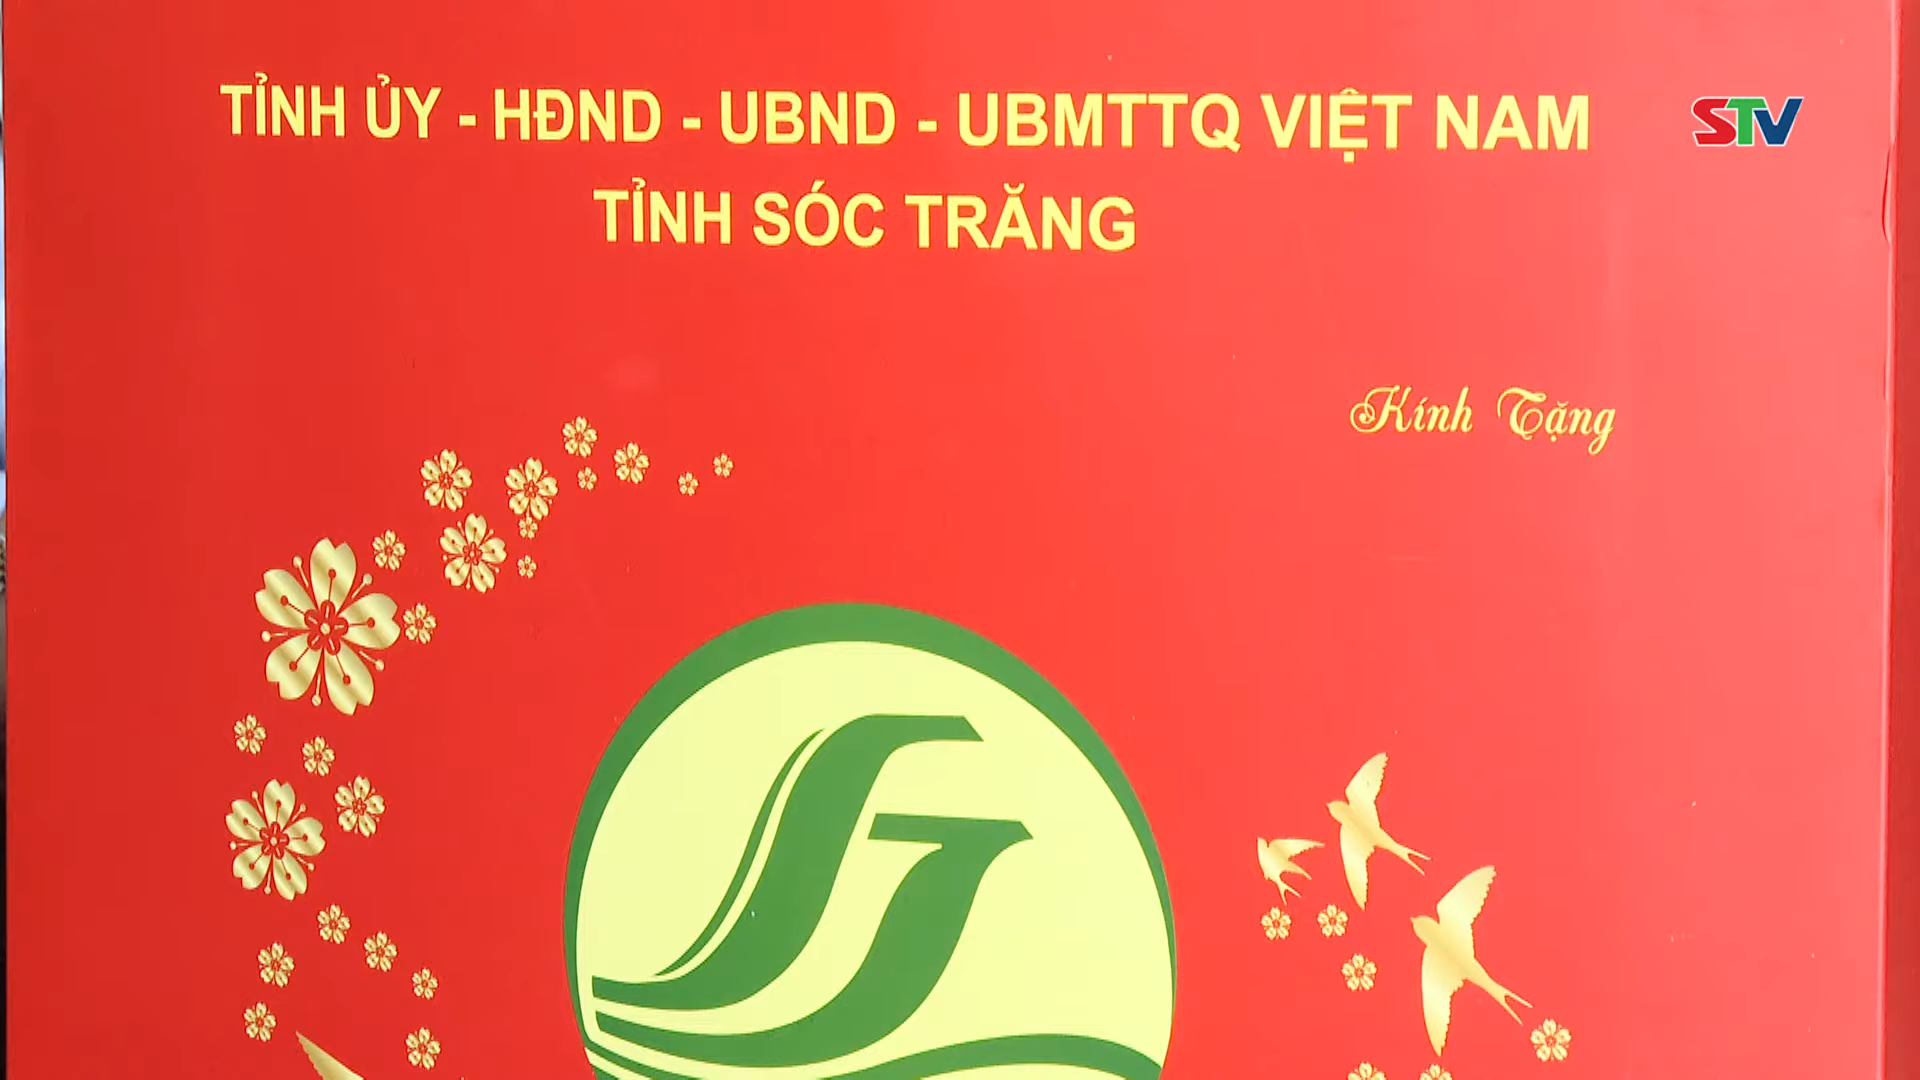 TỈNH ỦY - HĐND - UBND - UBMTTQ VIỆT NAM
STV
TỈNH SÓC TRĂNG
Kính Tặng